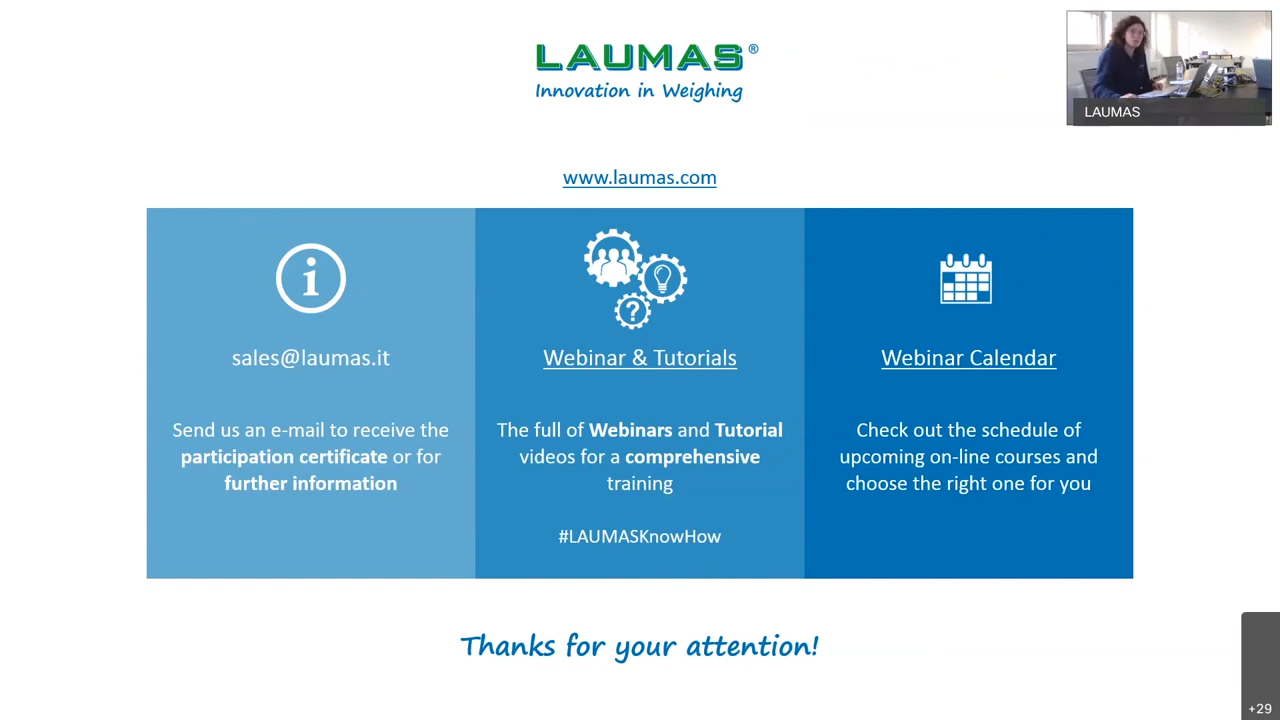 LAUMAS®
Innovation in Weighing
LAUMAS
www.laumas.com
sales@laumas.it
Send us an e-mail to receive the
participation certificate or for
further information
Webinar & Tutorials
The full of Webinars and Tutorial
videos for a comprehensive
training
#LAUMASKnowHow
Webinar Calendar
Check out the schedule of
upcoming on-line courses and
choose the right one for you
Thanks for your attention!
+29